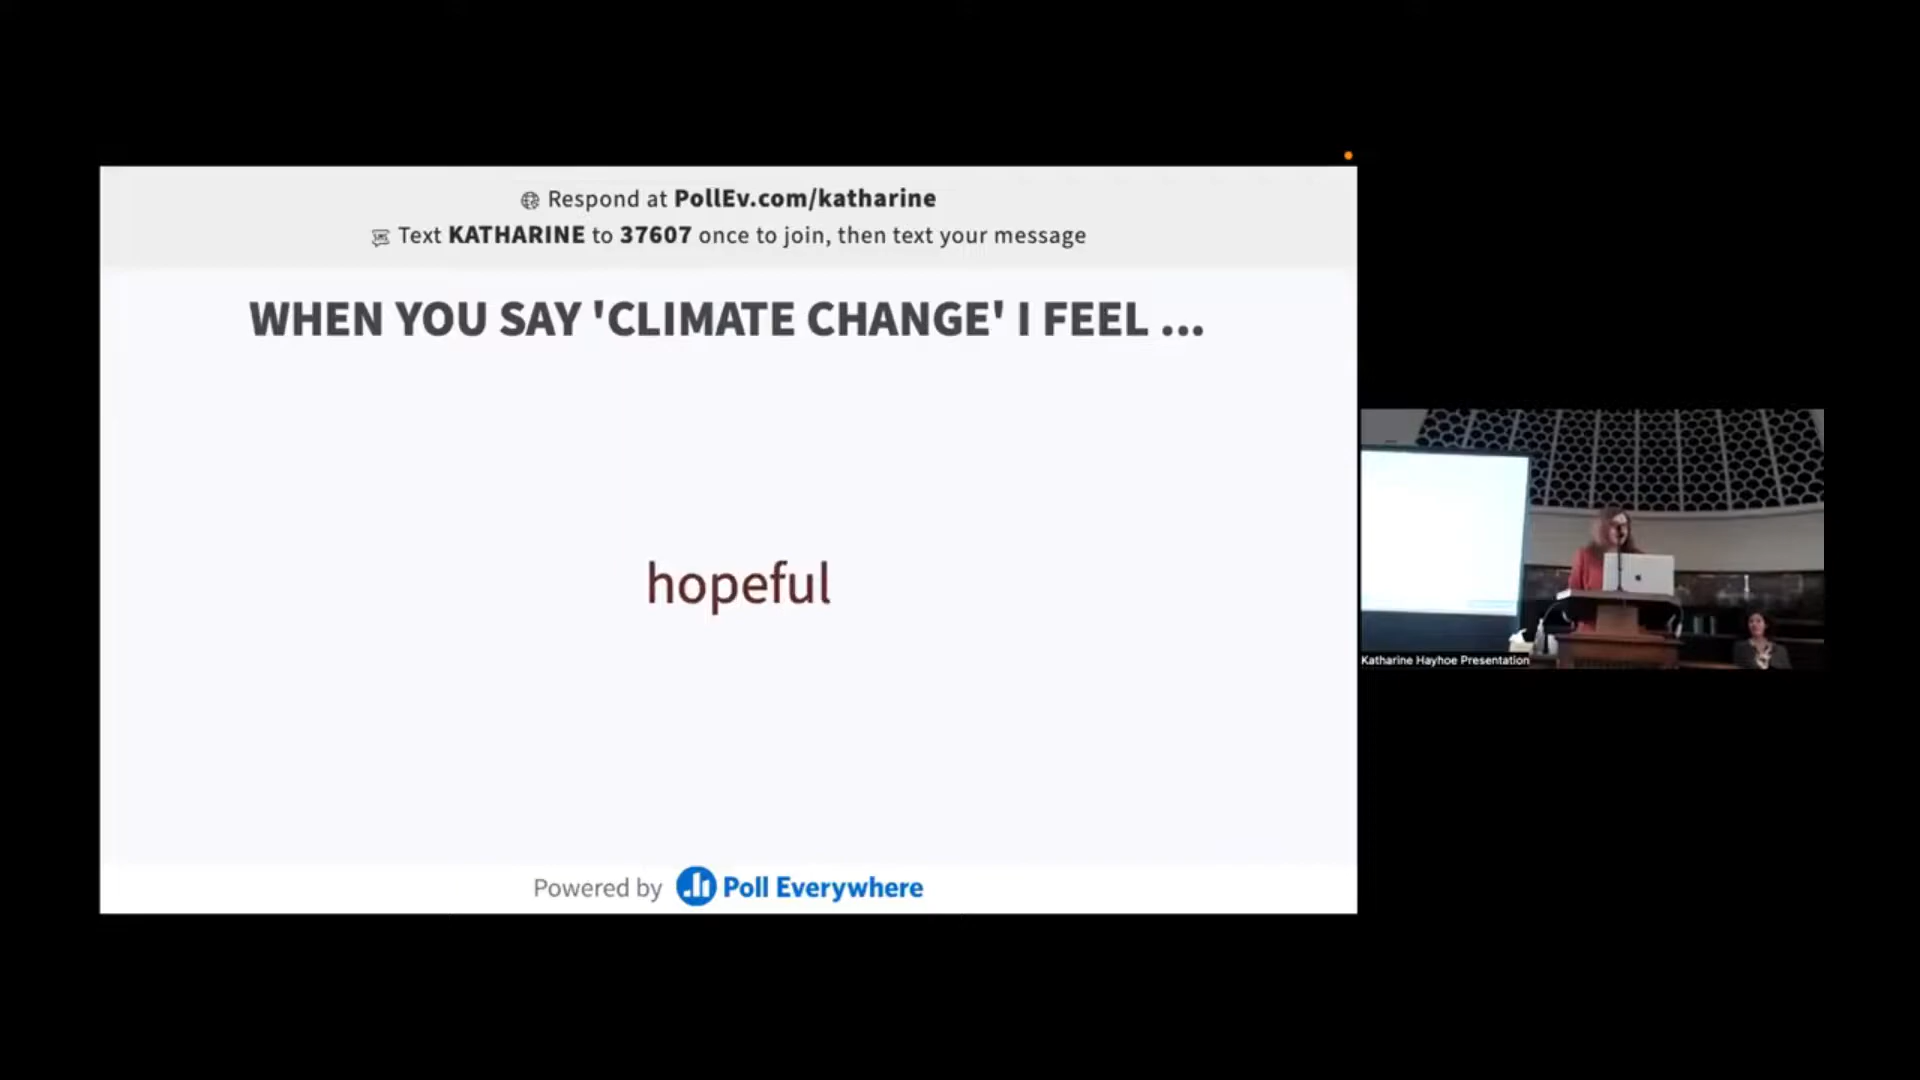 Respond at PollEv.com/katharine
Text KATHARINE to 37607 once to join, then text your message
WHEN YOU SAY 'CLIMATE CHANGE' I FEEL ...
hopeful
Powered by Poll Everywhere
Katharine Hayhoe Presentation